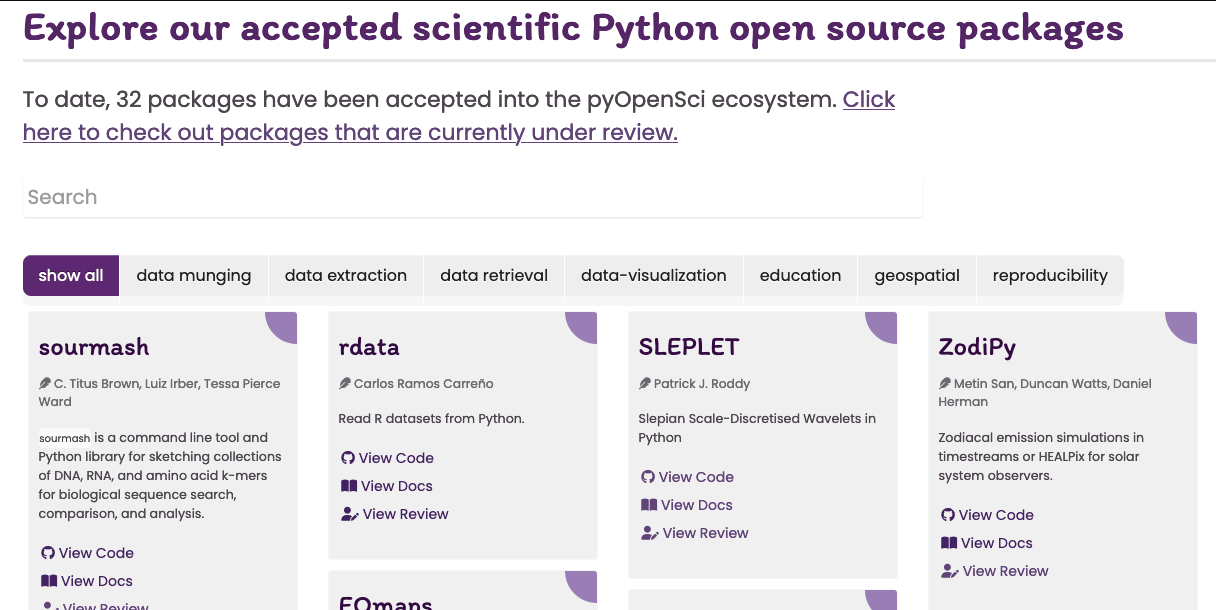 Explore our accepted scientific Python open source packages
To date, 32 packages have been accepted into the pyOpenSci ecosystem. Click
here to check out packages that are currently under review.
Search
show all
data munging
data extraction
data retrieval
data-visualization
education
geospatial
reproducibility
sourmash
C. Titus Brown, Luiz Irber, Tessa Pierce
Ward
sourmash is a command line tool and
Python library for sketching collections
of DNA, RNA, and amino acid k-mers
for biological sequence search,
comparison, and analysis.
View Code
View Docs
View Review
rdata
Carlos Ramos Carreño
Read R datasets from Python.
View Code
View Docs
View Review
EOmaps
SLEPLET
Patrick J. Roddy
Slepian Scale-Discretised Wavelets in
Python
View Code
View Docs
View Review
ZodiPy
Metin San, Duncan Watts, Daniel
Herman
Zodiacal emission simulations in
timestreams or HEALPix for solar
system observers.
View Code
View Docs
View Review